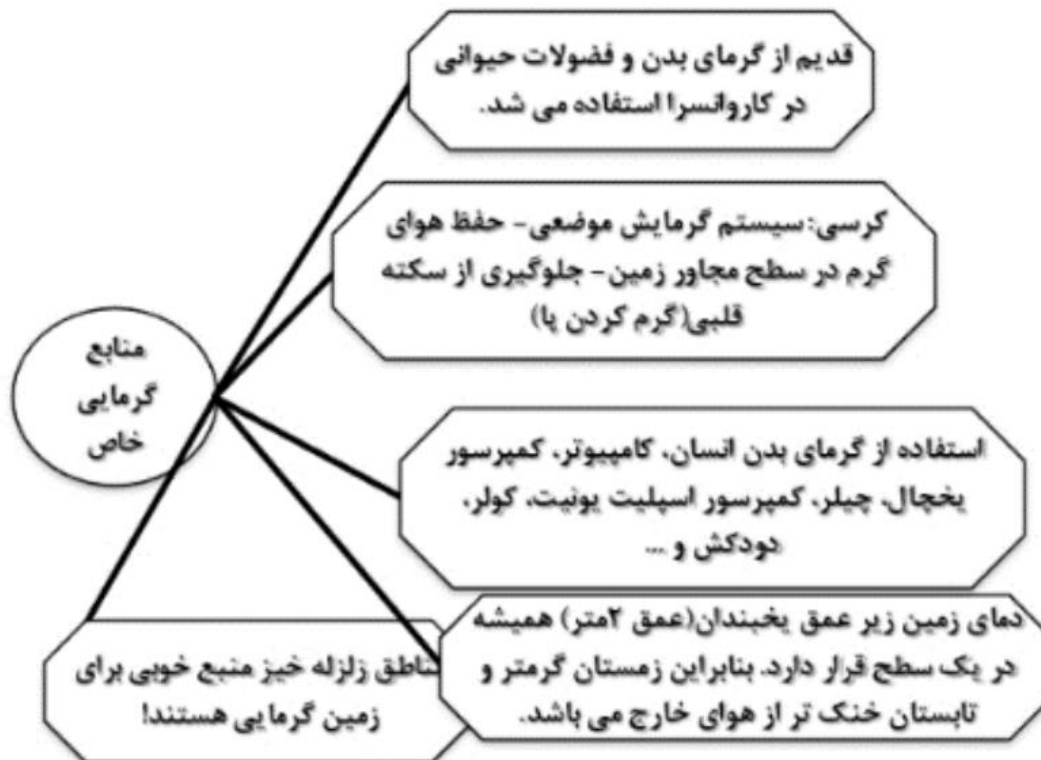 قدیم از گرمای بدن و فضولات حیوانی
در کاروانسرا استفاده می شد.
کرسی: سیستم گرمایش موضعی- حفظ هوای
گرم در سطح مجاور زمین- جلوگیری از سکته
قلبی(گرم کردن پا)
منابع
گرمایی
خاص
استفاده از گرمای بدن انسان، کامپیوتر، کمپرسور
یخچال، چیلر، کمپرسور اسپلیت یونیت، کولر،
دودکش و ...
دمای زمین زیر عمق یخبندان(عمق ۲متر) همیشه
در یک سطح قرار دارد. بنابراین زمستان گرمتر و
تابستان خنک تر از هوای خارج می باشد.
ناطق زلزله خیز منبع خوبی برای
زمین گرمایی هستند!